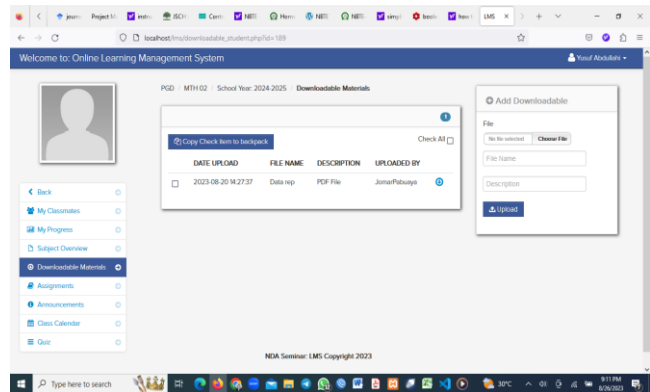 Project M
LMS
localhost/lms/downloadable_student.php?id=189
Welcome to: Online Learning Management System
Yusuf Abdullahi
PGD / MTH 02 / School Year: 2024-2025 / Downloadable Materials
1
Copy Check item to backpack
Check All
DATE UPLOAD FILE NAME DESCRIPTION UPLOADED BY
2023-08-20 14:27:37 Data rep PDF File JomarPabuaya
Add Downloadable
File
No file selected Choose File
File Name
Description
Upload
Back
My Classmates
My Progress
Subject Overview
Downloadable Materials
Assignments
Announcements
Class Calendar
Quiz
NDA Seminar: LMS Copyright 2023
Type here to search
30°C
9:11 PM
8/26/2023